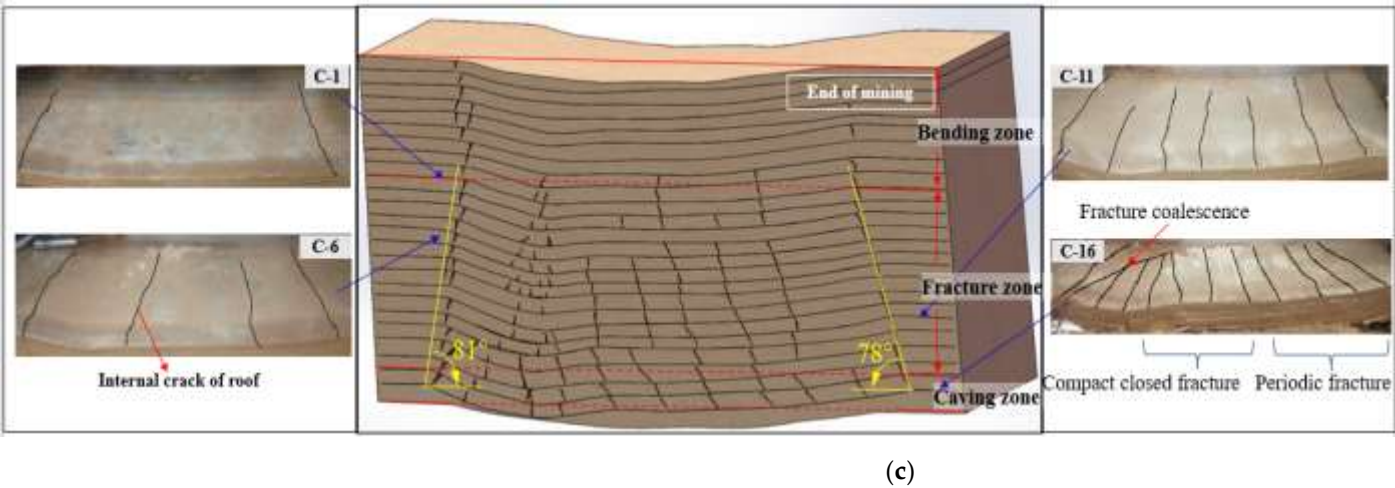 C-1
C-6
Internal crack of roof
End of mining
Bending zone
Fracture zone
Caving zone
81°
78°
C-11
Fracture coalescence
C-16
Compact closed fracture
Periodic fracture
(c)